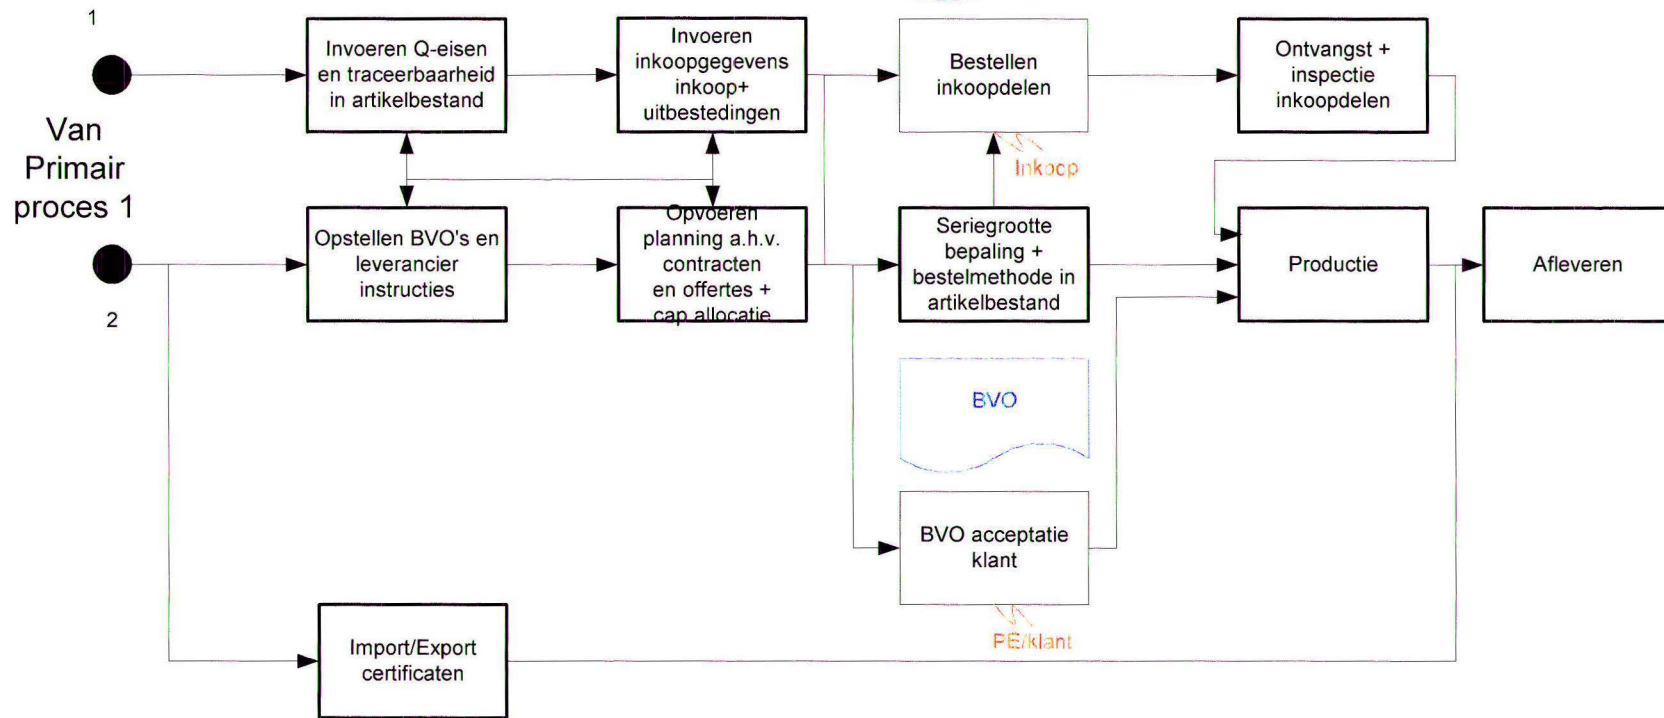 1
Invoeren Q-eisen
en traceerbaarheid
in artikelbestand
Invoeren
inkoopgegevens
inkoop+
uitbestedingen
Bestellen
inkoopdelen
Ontvangst +
inspectie
inkoopdelen
Van
Primair
proces 1
Inkoop
Opstellen BVO's en
leverancier
instructies
Opvoeren
planning a.h.v.
contracten
en offertes +
cap allocatie
Seriegrootte
bepaling +
bestelmethode in
artikelbestand
Productie
Afleveren
2
BVO
BVO acceptatie
klant
PE/klant
Import/Export
certificaten